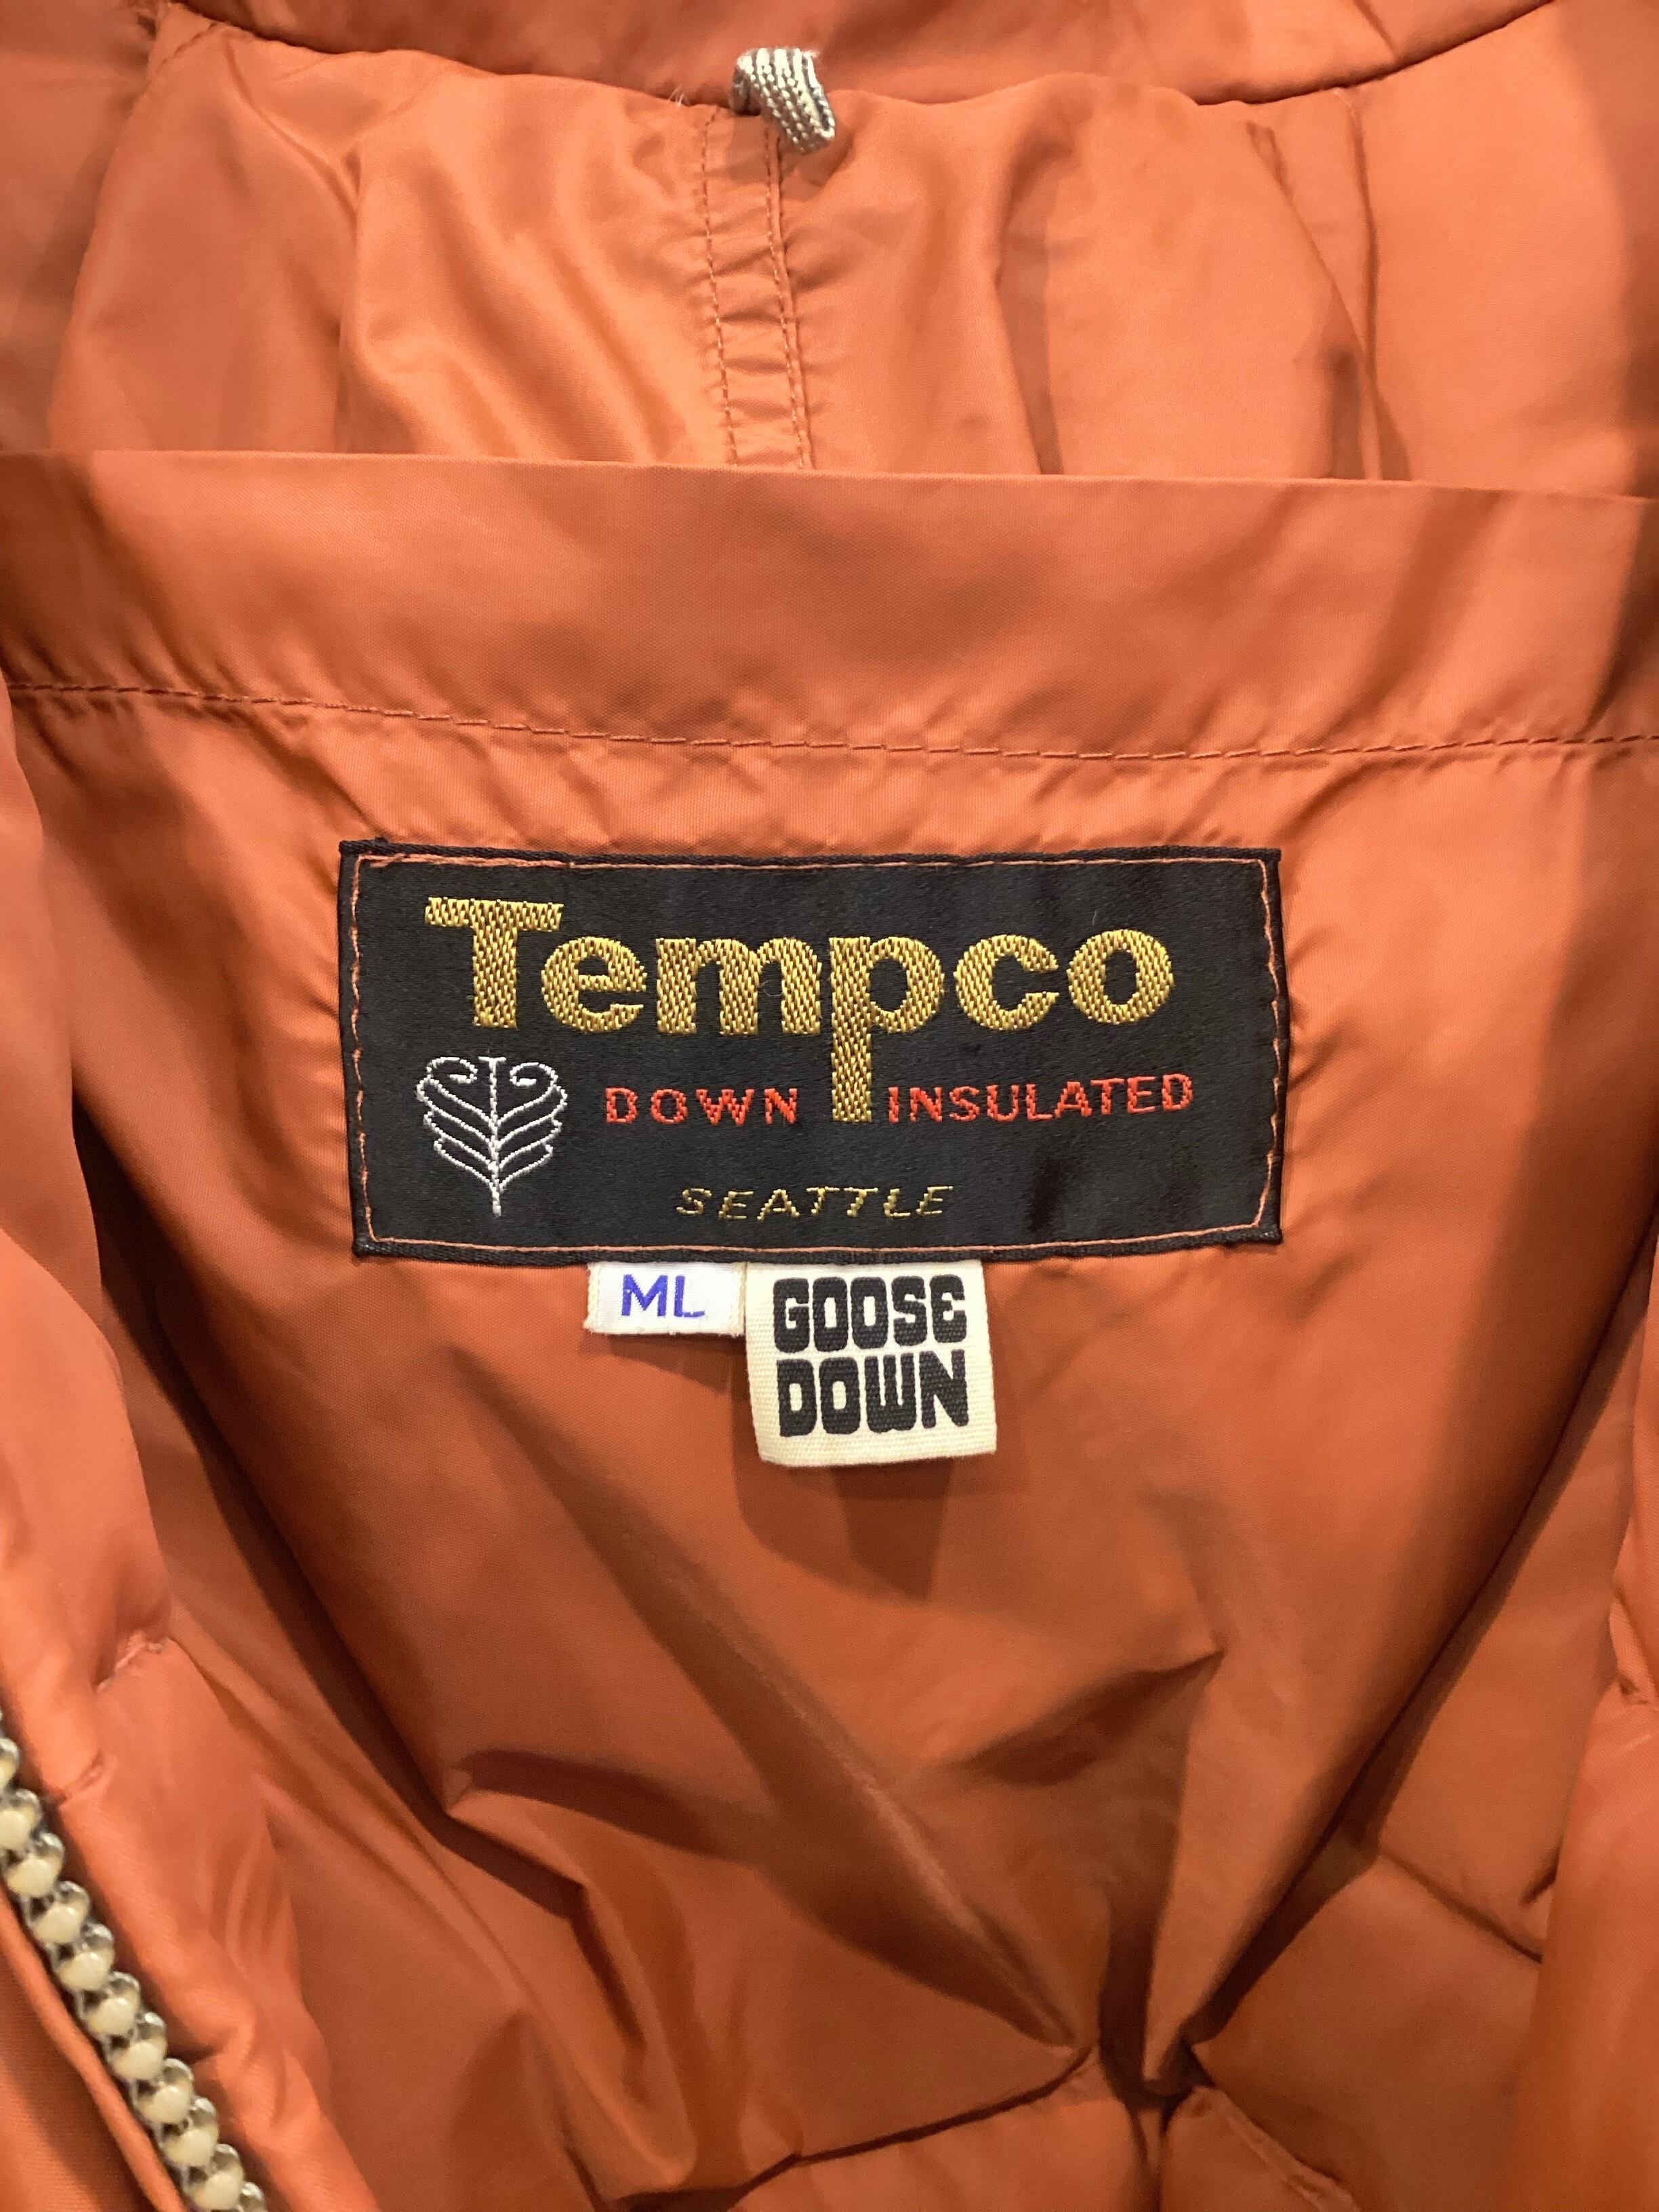 Tempco
DOWN INSULATED
SEATTLE
ML
GOOSE
DOWN